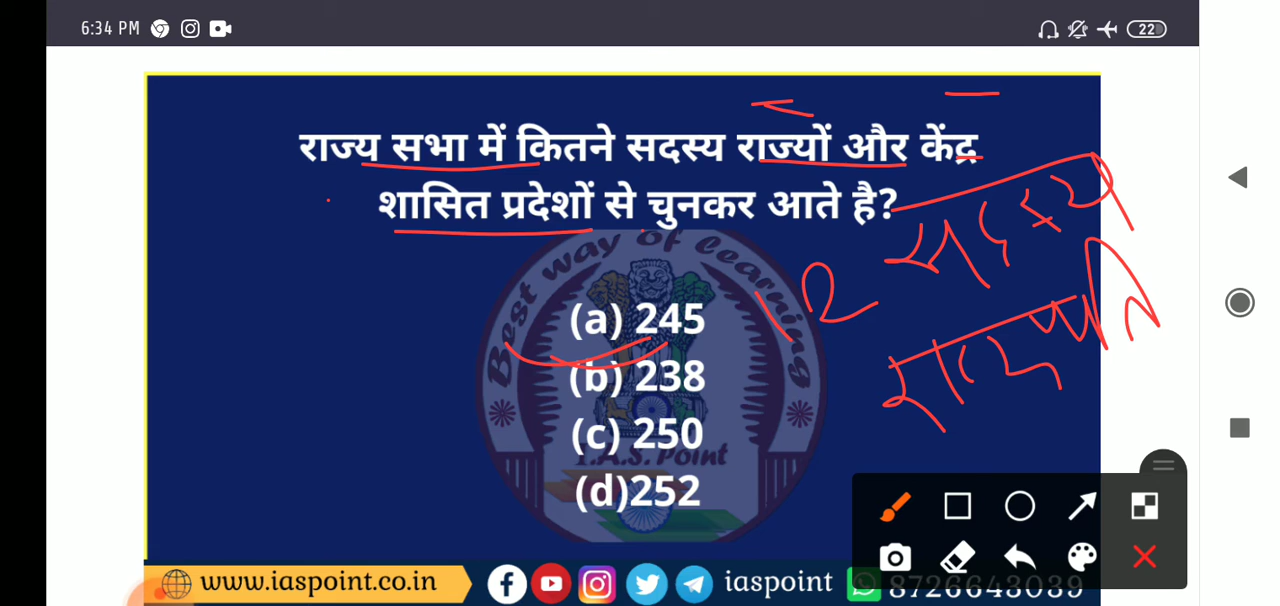 6:34 PM
22
राज्य सभा में कितने सदस्य राज्यों और केंद्र
शासित प्रदेशों से चुनकर आते है?
Best way of Learning
(a) 245
(b) 238
(c) 250
(d)252
I.A.S. Point
12 सदस्य
राष्ट्रपति
www.iaspoint.co.in
iaspoint
8726643039